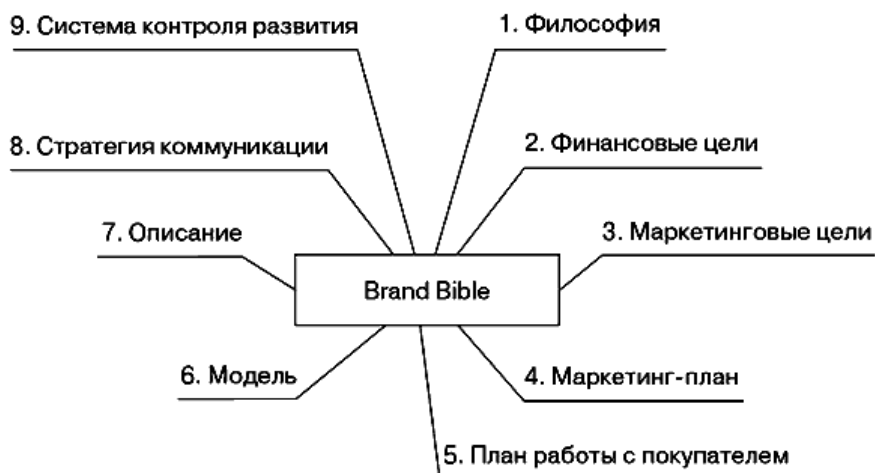 9. Система контроля развития
1. Философия
8. Стратегия коммуникации
2. Финансовые цели
7. Описание
3. Маркетинговые цели
Brand Bible
6. Модель
4. Маркетинг-план
5. План работы с покупателем